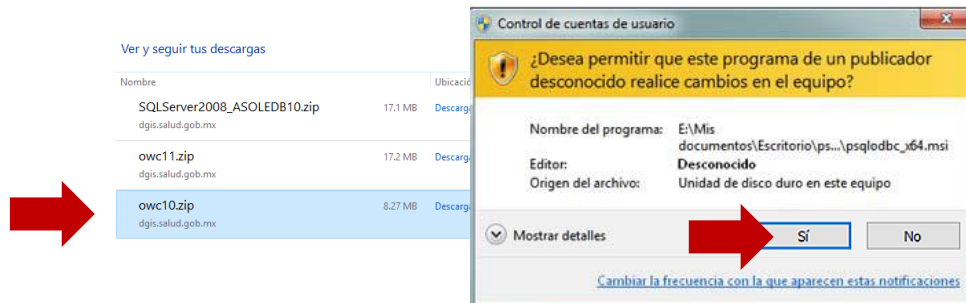 Ver y seguir tus descargas
Nombre
SQLServer2008_ASOLEDB10.zip 17.1 MB
dgis.salud.gob.mx
owc11.zip 17.2 MB
dgis.salud.gob.mx
owc10.zip 8.27 MB
dgis.salud.gob.mx
Control de cuentas de usuario
¿Desea permitir que este programa de un publicador
desconocido realice cambios en el equipo?
Nombre del programa: E:\Mis
documentos\Escritorio\ps...\psqlodbc_x64.msi
Editor: Desconocido
Origen del archivo: Unidad de disco duro en este equipo
Mostrar detalles Sí No
Cambiar la frecuencia con la que aparecen estas notificaciones